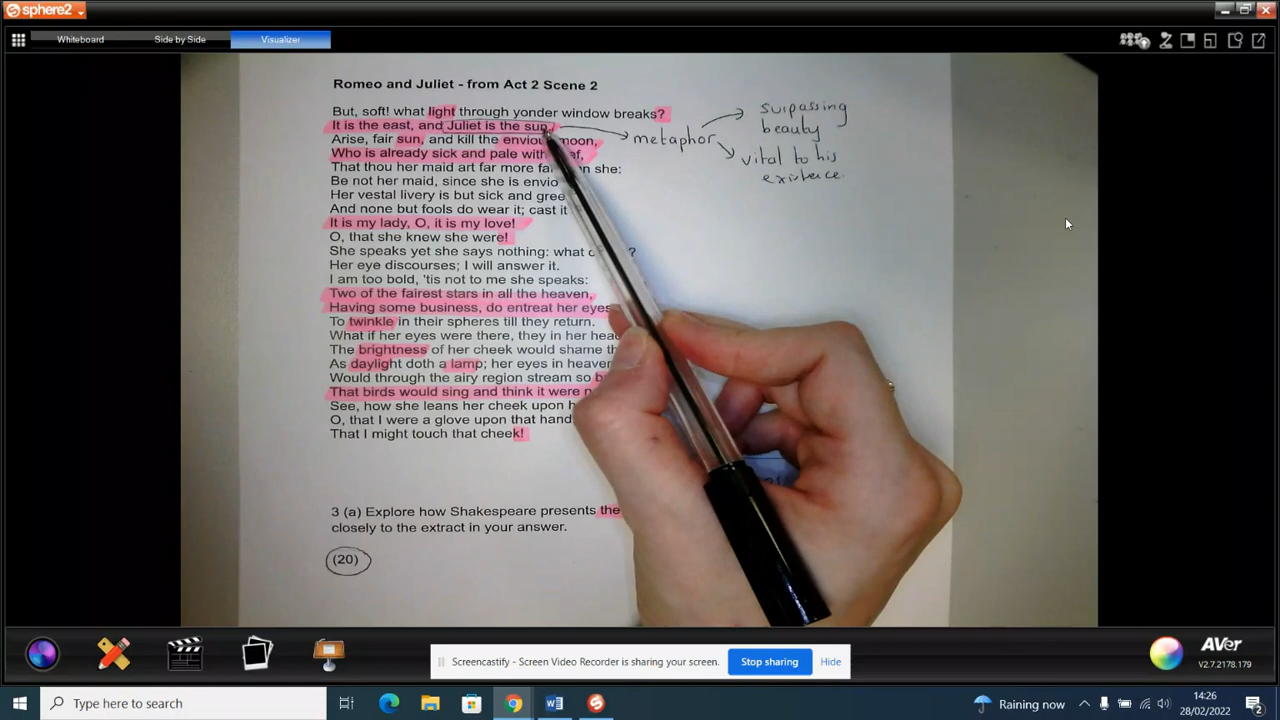 sphere2
Whiteboard
Side by Side
Visualizer
Romeo and Juliet - from Act 2 Scene 2
But, soft! what light through yonder window breaks?
It is the east, and Juliet is the sun,
Arise, fair sun, and kill the envious moon,
Who is already sick and pale with
That thou her maid art far more she:
Be not her maid, since she is
Her vestal livery is but sick and
And none but fools do wear it; cast it
It is my lady, O, it is my love!
O, that she knew she were!
She speaks yet she says nothing: what ?
Her eye discourses; I will answer it.
I am too bold, 'tis not to me she speaks:
Two of the fairest stars in all the heaven,
Having some business, do entreat her eyes
To twinkle in their spheres till they return.
What if her eyes were there, they in her
The brightness of her cheek would shame
As daylight doth a lamp; her eyes in
Would through the airy region stream so
That birds would sing and think it were
See, how she leans her cheek upon
O, that I were a glove upon that hand
That I might touch that cheek!
metaphor
surpassing
beauty
vital to his
existence.
3 (a) Explore how Shakespeare presents the
closely to the extract in your answer.
(20)
Screencastify - Screen Video Recorder is sharing your screen.
Stop sharing
Hide
AVer
V2.7.2178.179
Type here to search
Raining now
14:26
28/02/2022
2